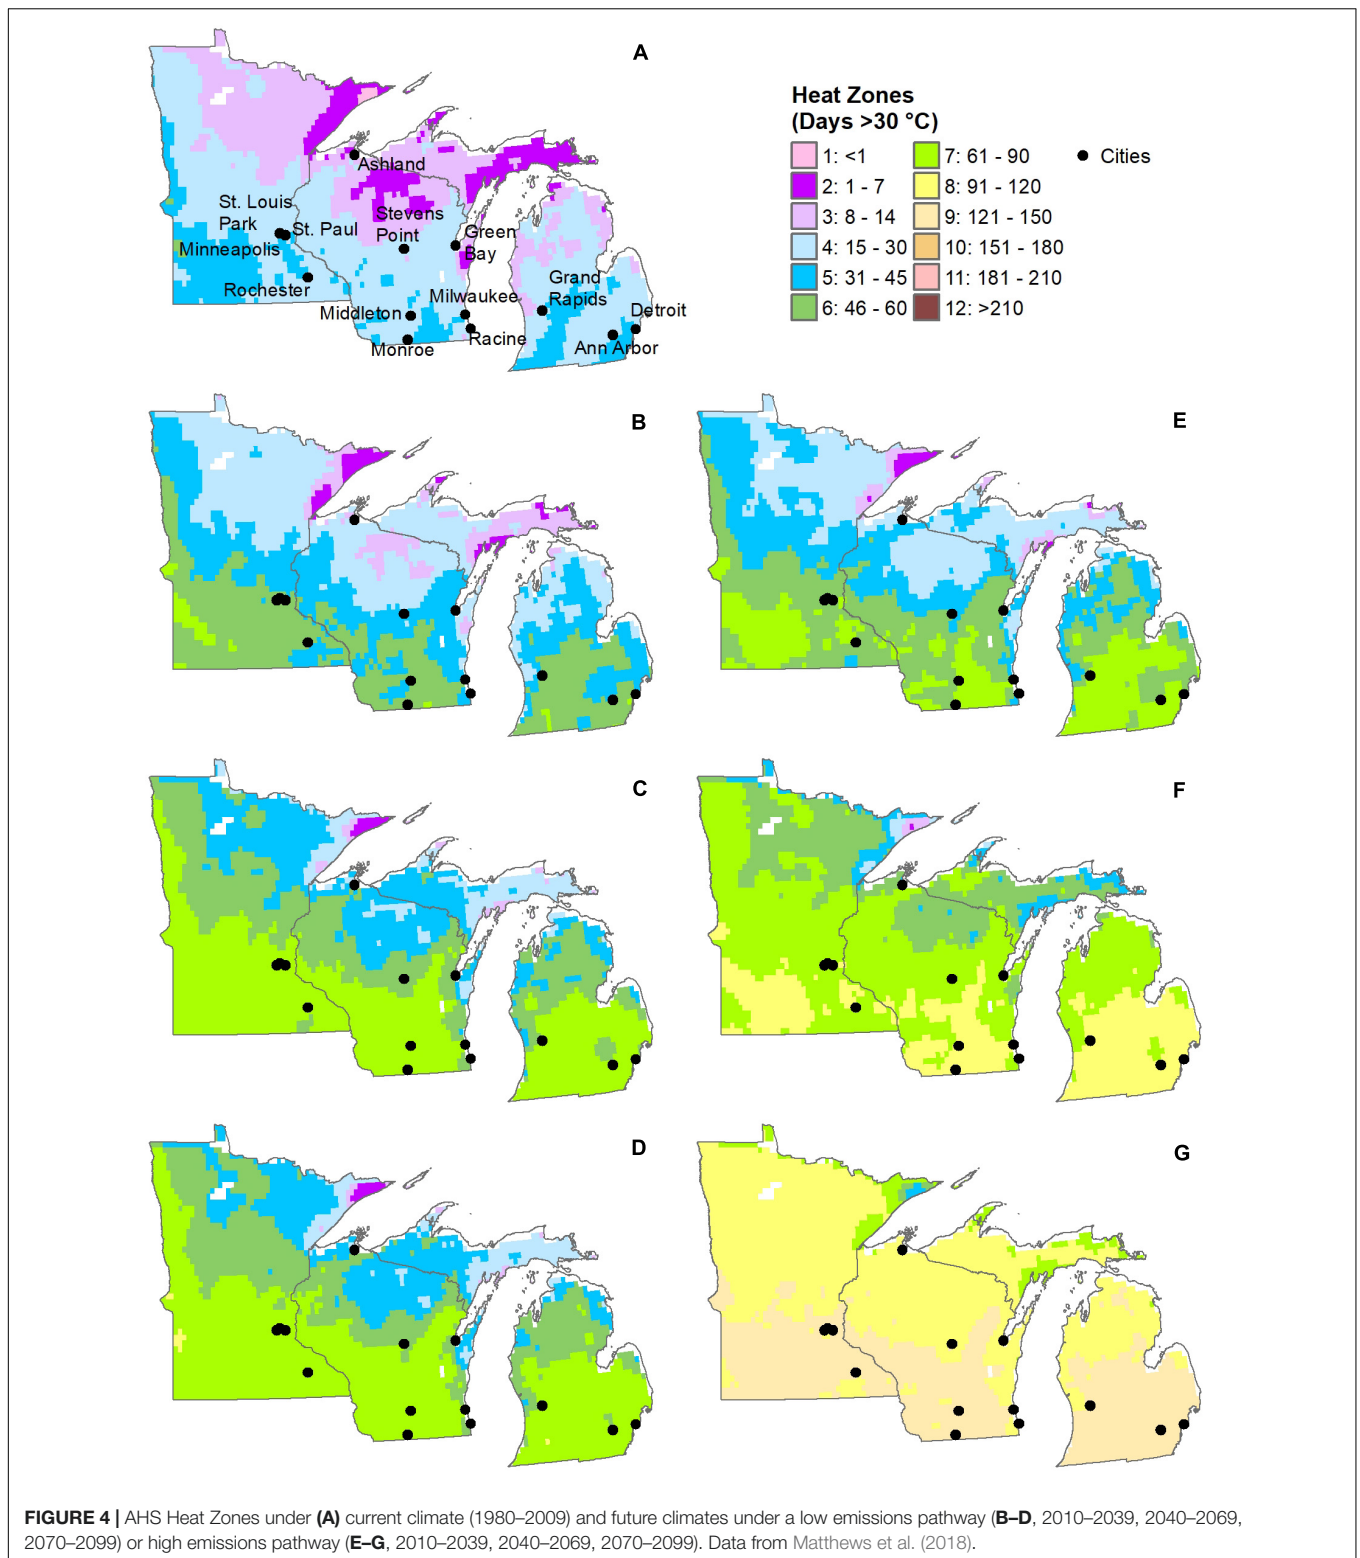 A
Heat Zones
(Days >30 °C)
1: <1
7: 61 - 90
Cities
2: 1 - 7
8: 91 - 120
3: 8 - 14
9: 121 - 150
4: 15 - 30
10: 151 - 180
5: 31 - 45
11: 181 - 210
6: 46 - 60
12: >210
Ashland
St. Louis
Park
St. Paul
Minneapolis
Stevens
Point
Green
Bay
Rochester
Grand
Rapids
Middleton
Milwaukee
Detroit
Racine
Monroe
Ann Arbor
B
E
C
F
D
G
FIGURE 4 | AHS Heat Zones under (A) current climate (1980–2009) and future climates under a low emissions pathway (B–D, 2010–2039, 2040–2069,
2070–2099) or high emissions pathway (E–G, 2010–2039, 2040–2069, 2070–2099). Data from Matthews et al. (2018).